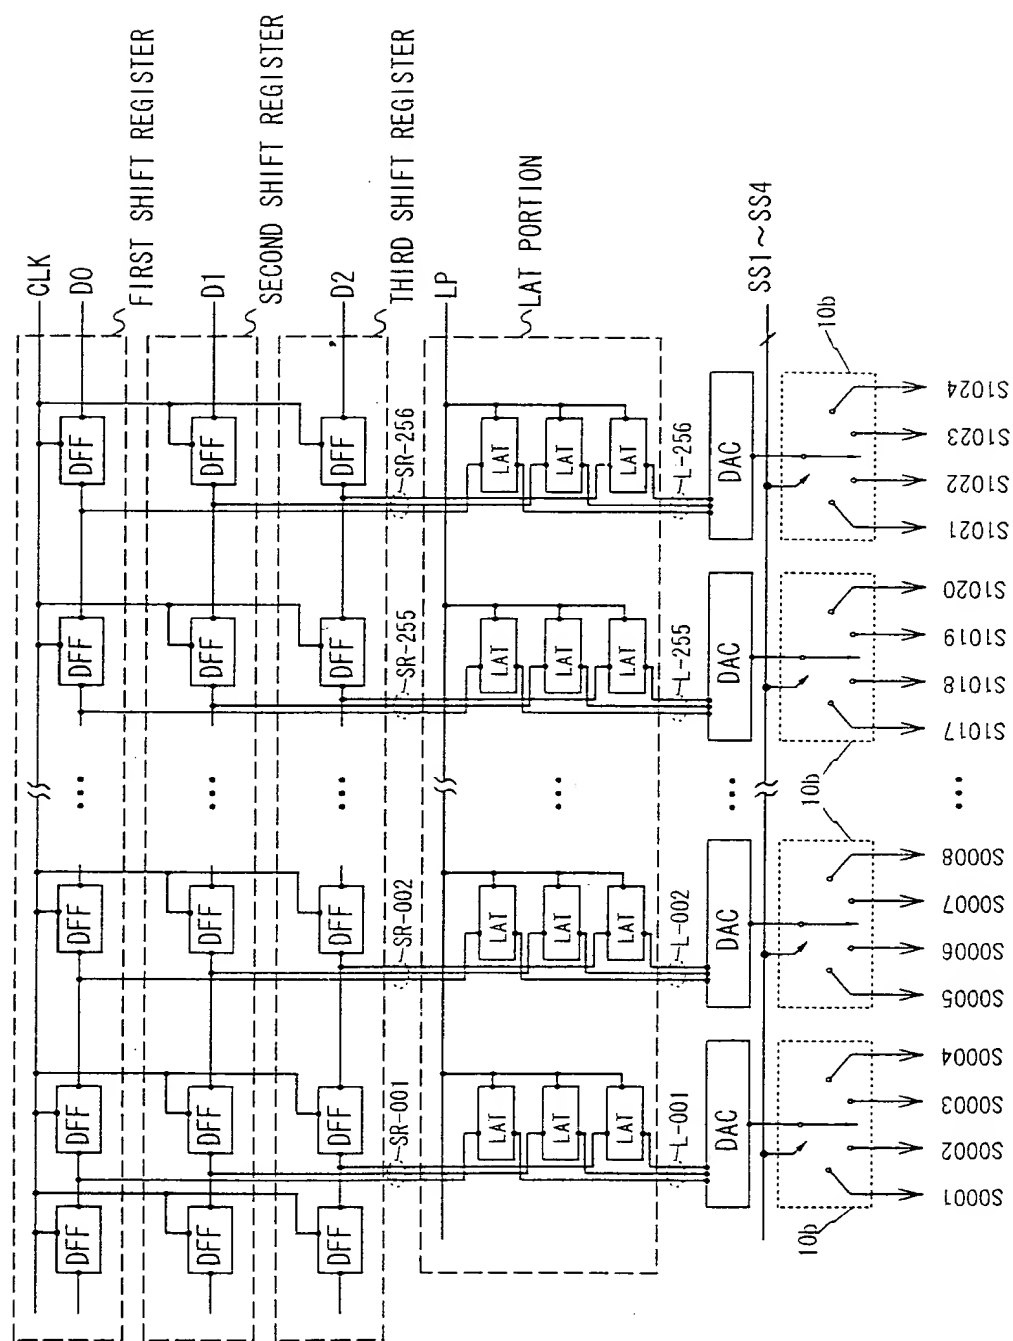 CLK
D0
FIRST SHIFT REGISTER
D1
SECOND SHIFT REGISTER
D2
THIRD SHIFT REGISTER
LP
LAT PORTION
SS1~SS4
DFF DFF DFF DFF DFF
DFF DFF DFF DFF DFF
DFF DFF DFF DFF DFF
SR-001 SR-002 ... SR-255 SR-256
LAT LAT LAT LAT
LAT LAT ... LAT LAT
LAT LAT LAT LAT
L-001 L-002 L-255 L-256
DAC DAC ... DAC DAC
10b 10b 10b 10b
S0001 S0002 S0003 S0004 S0005 S0006 S0007 S0008 ... S1017 S1018 S1019 S1020 S1021 S1022 S1023 S1024